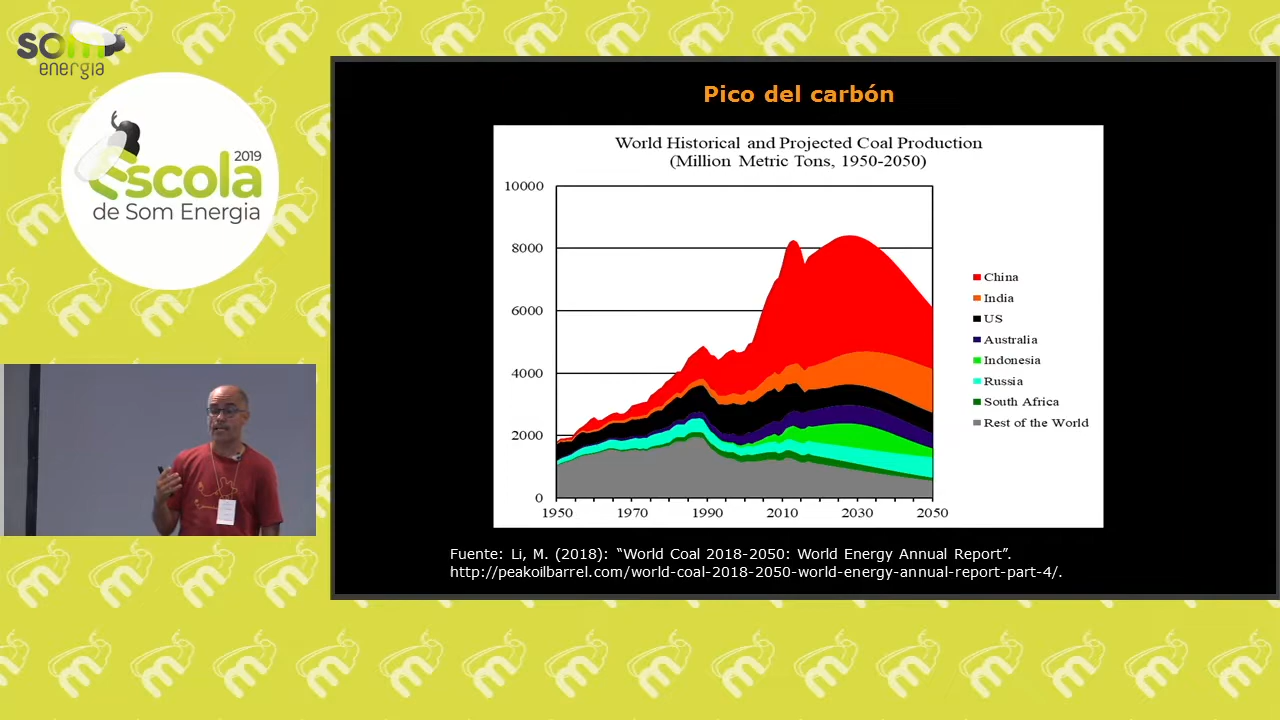 som
energia
2019
escola
de Som Energia
Pico del carbón
World Historical and Projected Coal Production
(Million Metric Tons, 1950-2050)
10000
8000
6000
4000
2000
0
1950
1970
1990
2010
2030
2050
China
India
US
Australia
Indonesia
Russia
South Africa
Rest of the World
Fuente: Li, M. (2018): “World Coal 2018-2050: World Energy Annual Report”.
http://peakoilbarrel.com/world-coal-2018-2050-world-energy-annual-report-part-4/.